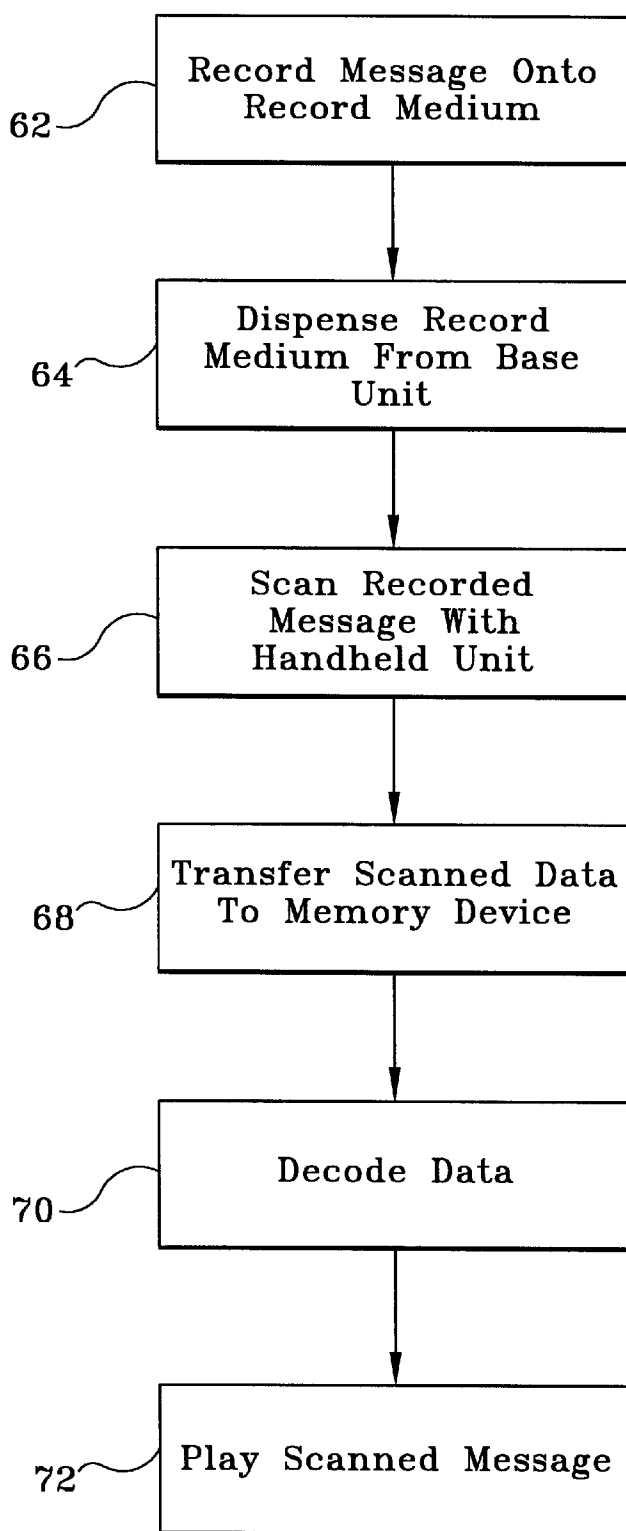 Record Message Onto
Record Medium
62
Dispense Record
Medium From Base
Unit
64
Scan Recorded
Message With
Handheld Unit
66
Transfer Scanned Data
To Memory Device
68
Decode Data
70
Play Scanned Message
72